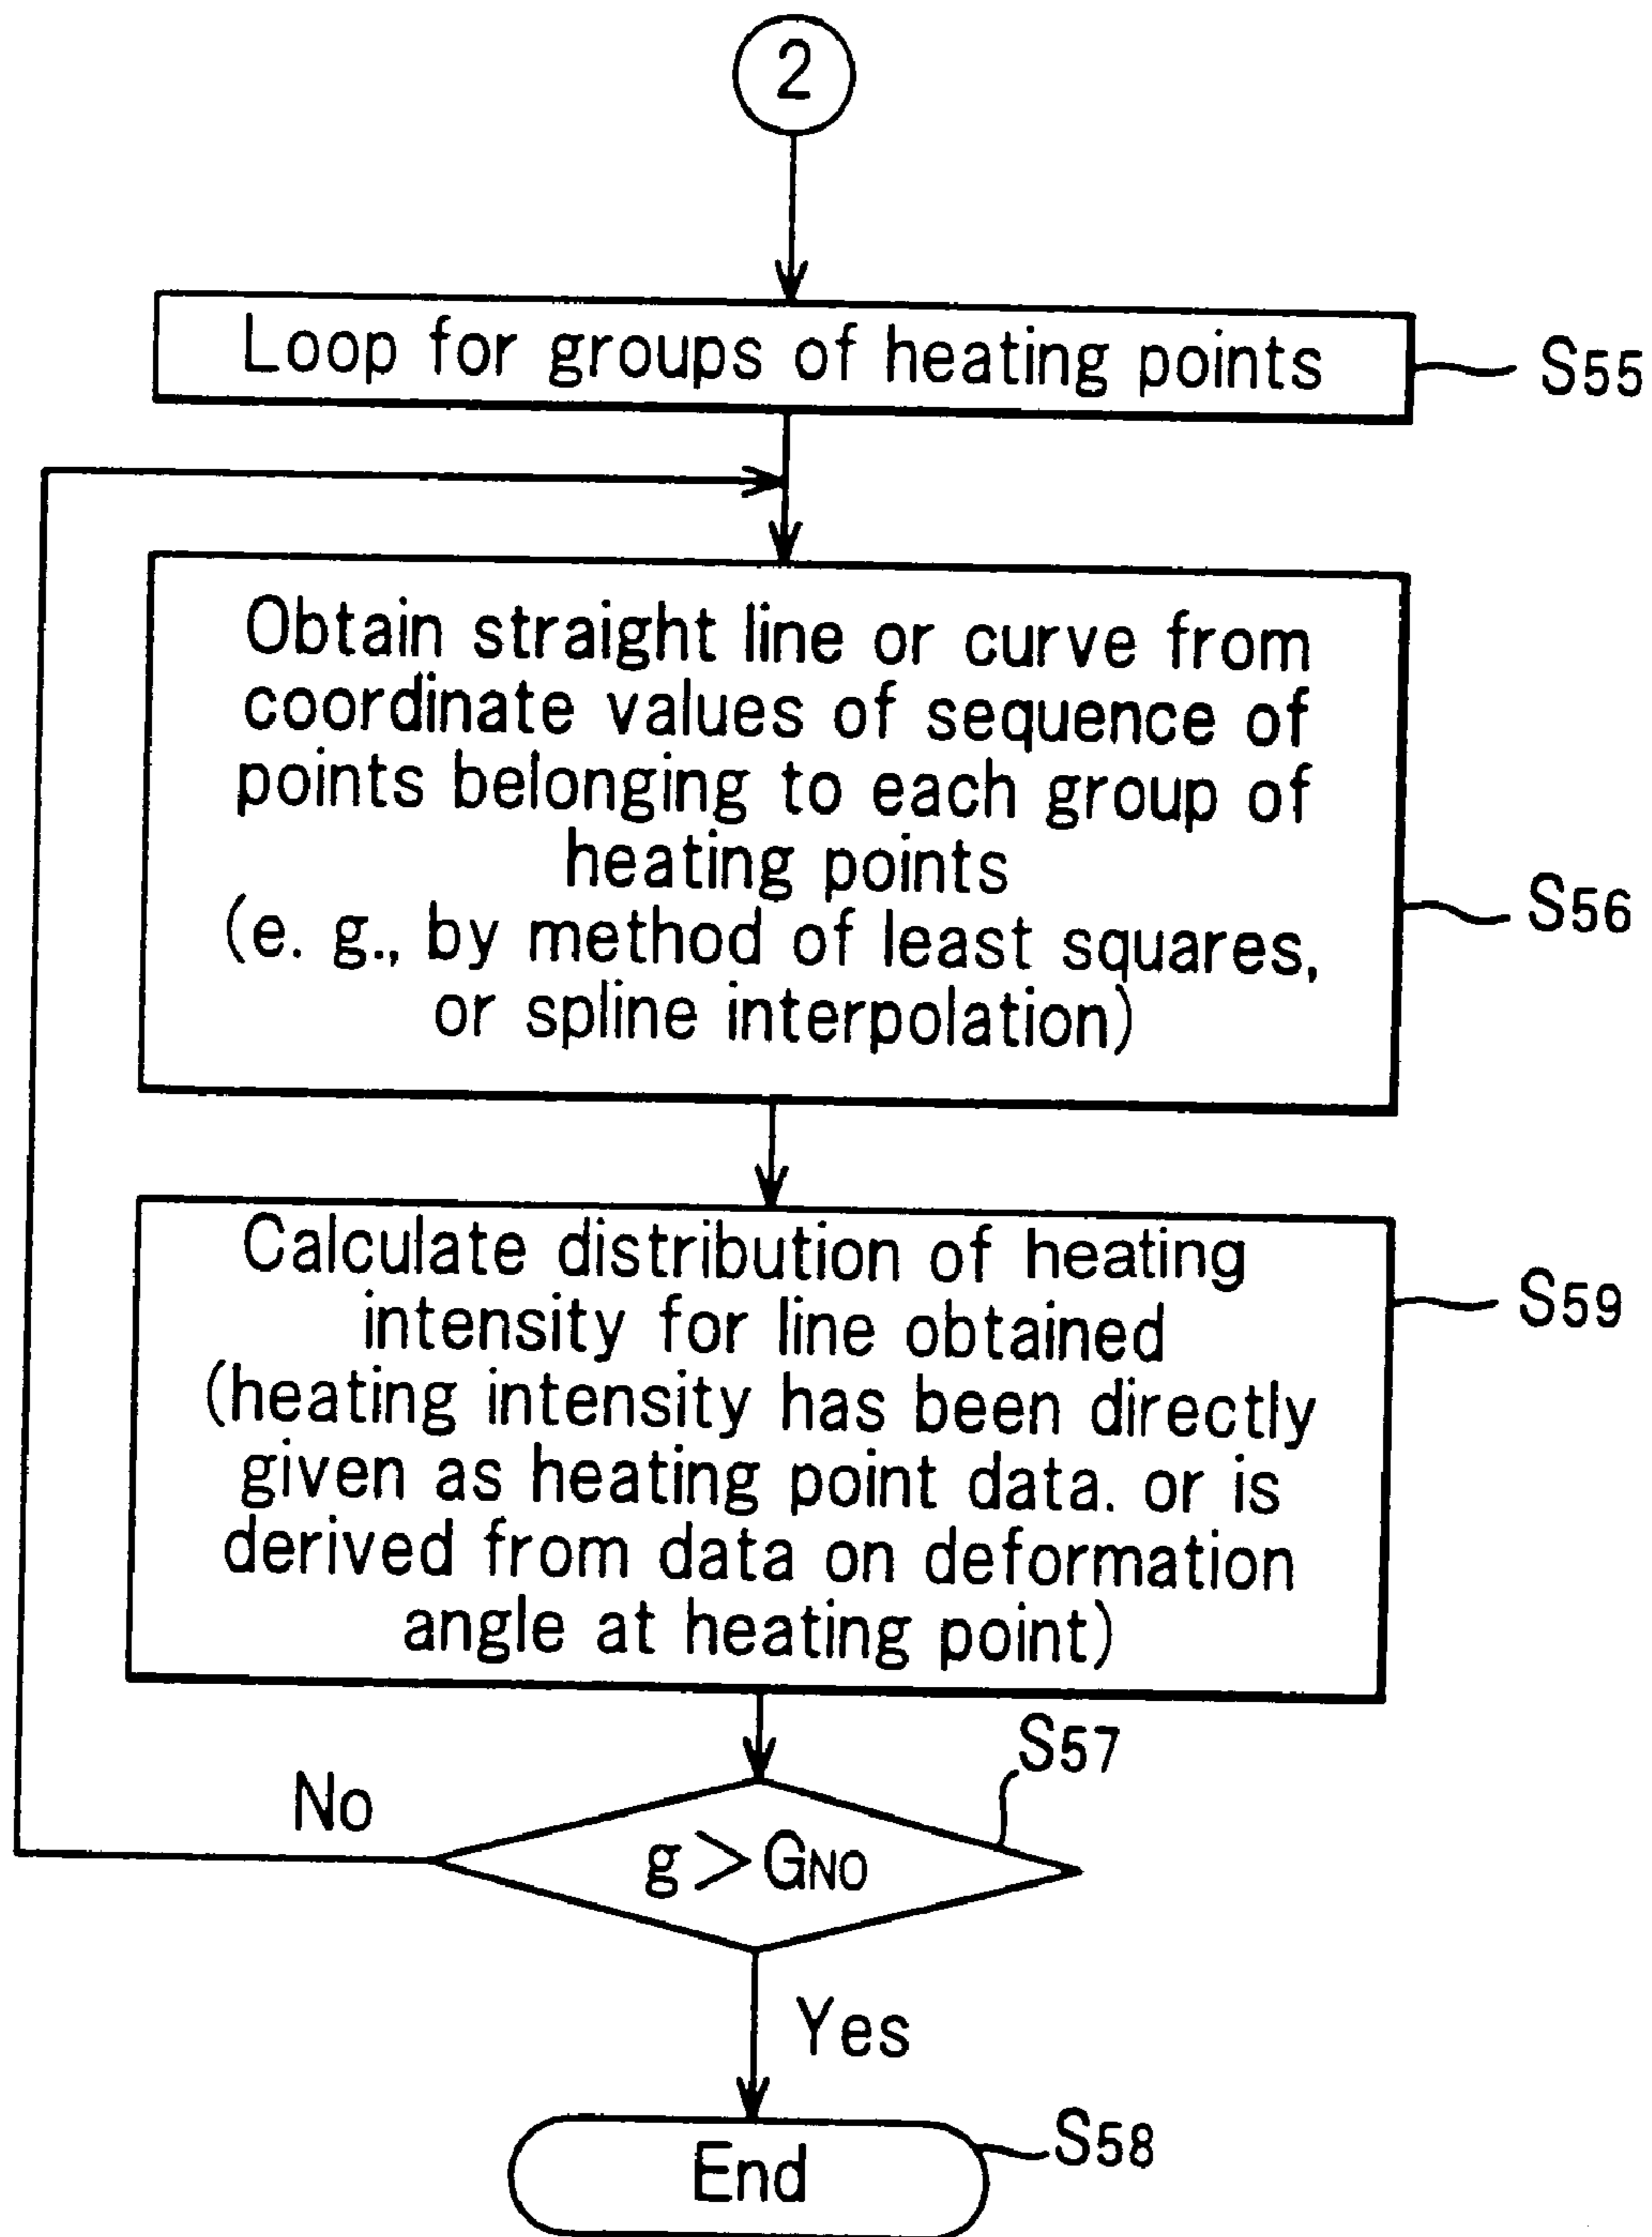 2
Loop for groups of heating points
S55
Obtain straight line or curve from
coordinate values of sequence of
points belonging to each group of
heating points
(e. g., by method of least squares,
or spline interpolation)
S56
Calculate distribution of heating
intensity for line obtained
(heating intensity has been directly
given as heating point data. or is
derived from data on deformation
angle at heating point)
S59
S57
No
g>GNO
Yes
End
S58